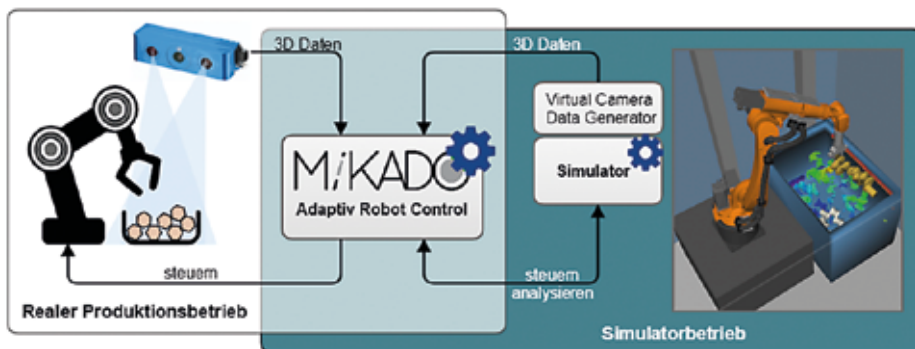 3D Daten
3D Daten
Virtual Camera
Data Generator
MiKADO
Adaptiv Robot Control
Simulator
steuern
steuern
analysieren
Realer Produktionsbetrieb
Simulatorbetrieb